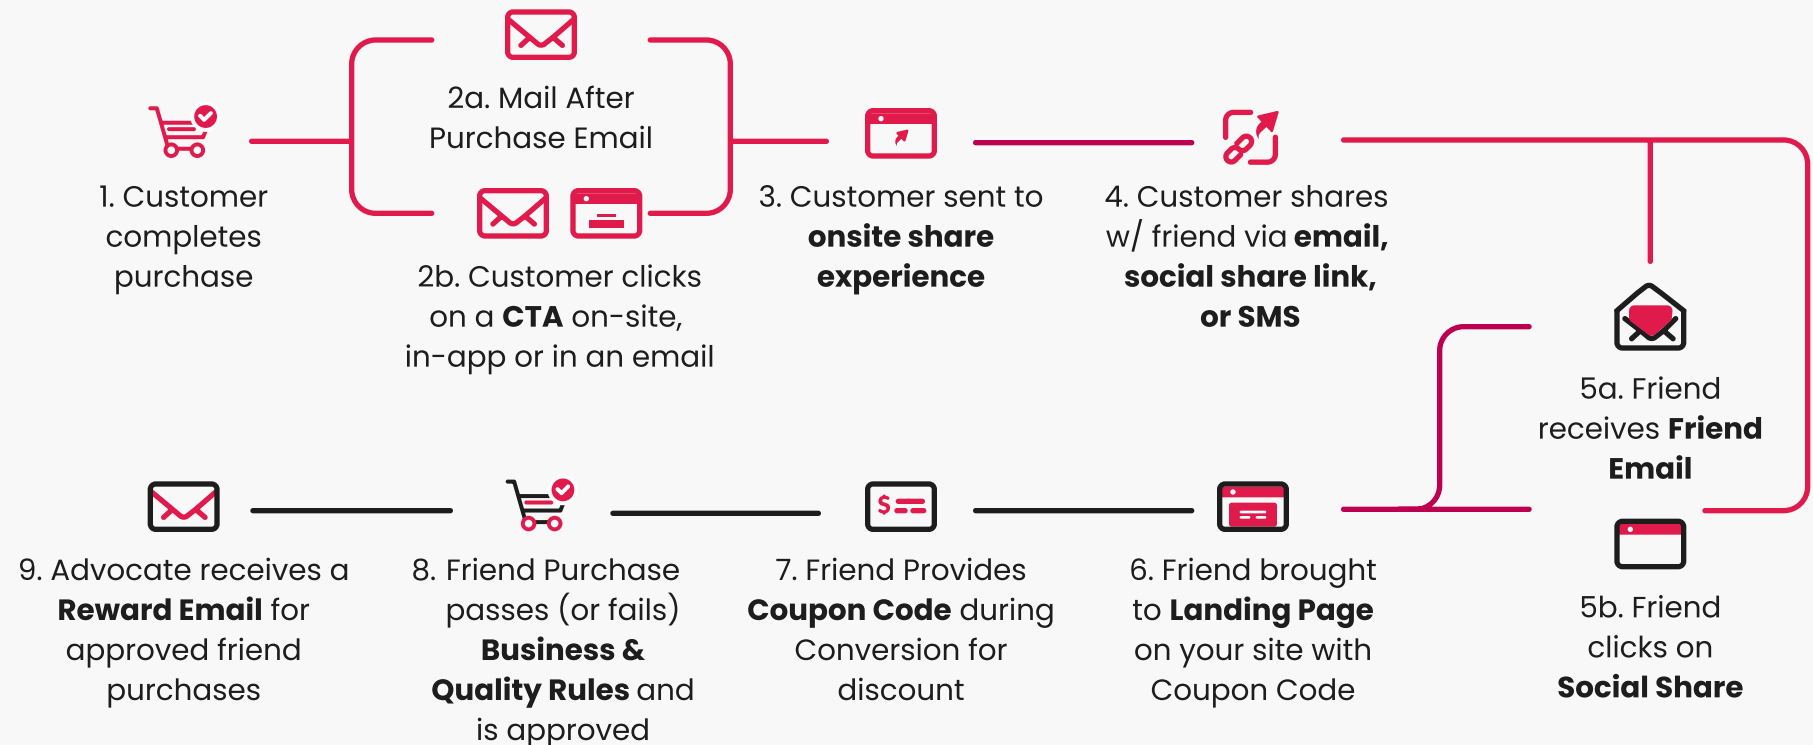 1. Customer
completes
purchase
2a. Mail After
Purchase Email
2b. Customer clicks
on a CTA on-site,
in-app or in an email
3. Customer sent to
onsite share
experience
4. Customer shares
w/ friend via email,
social share link,
or SMS
5a. Friend
receives Friend
Email
5b. Friend
clicks on
Social Share
6. Friend brought
to Landing Page
on your site with
Coupon Code
$
7. Friend Provides
Coupon Code during
Conversion for
discount
8. Friend Purchase
passes (or fails)
Business &
Quality Rules and
is approved
9. Advocate receives a
Reward Email for
approved friend
purchases